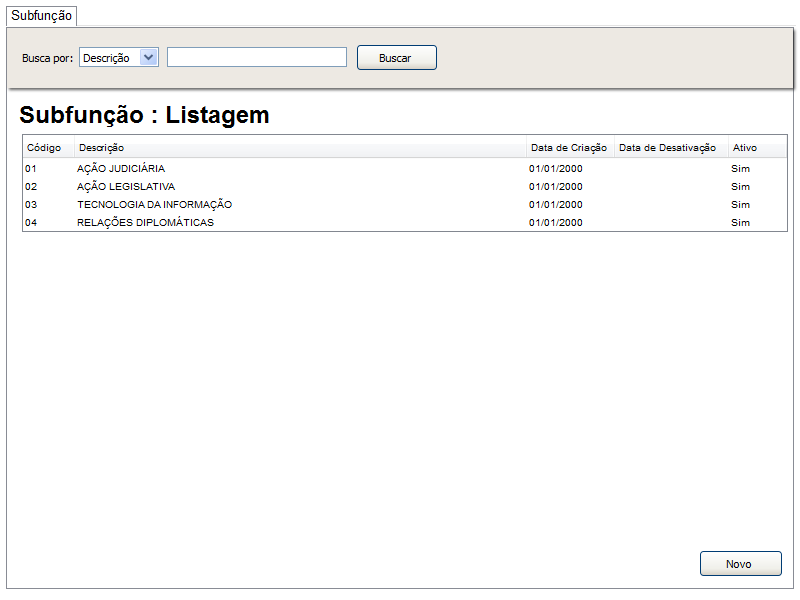 Subfunção
Busca por: Descrição Buscar
Subfunção : Listagem
Código Descrição Data de Criação Data de Desativação Ativo
01 AÇÃO JUDICIÁRIA 01/01/2000 Sim
02 AÇÃO LEGISLATIVA 01/01/2000 Sim
03 TECNOLOGIA DA INFORMAÇÃO 01/01/2000 Sim
04 RELAÇÕES DIPLOMÁTICAS 01/01/2000 Sim
Novo